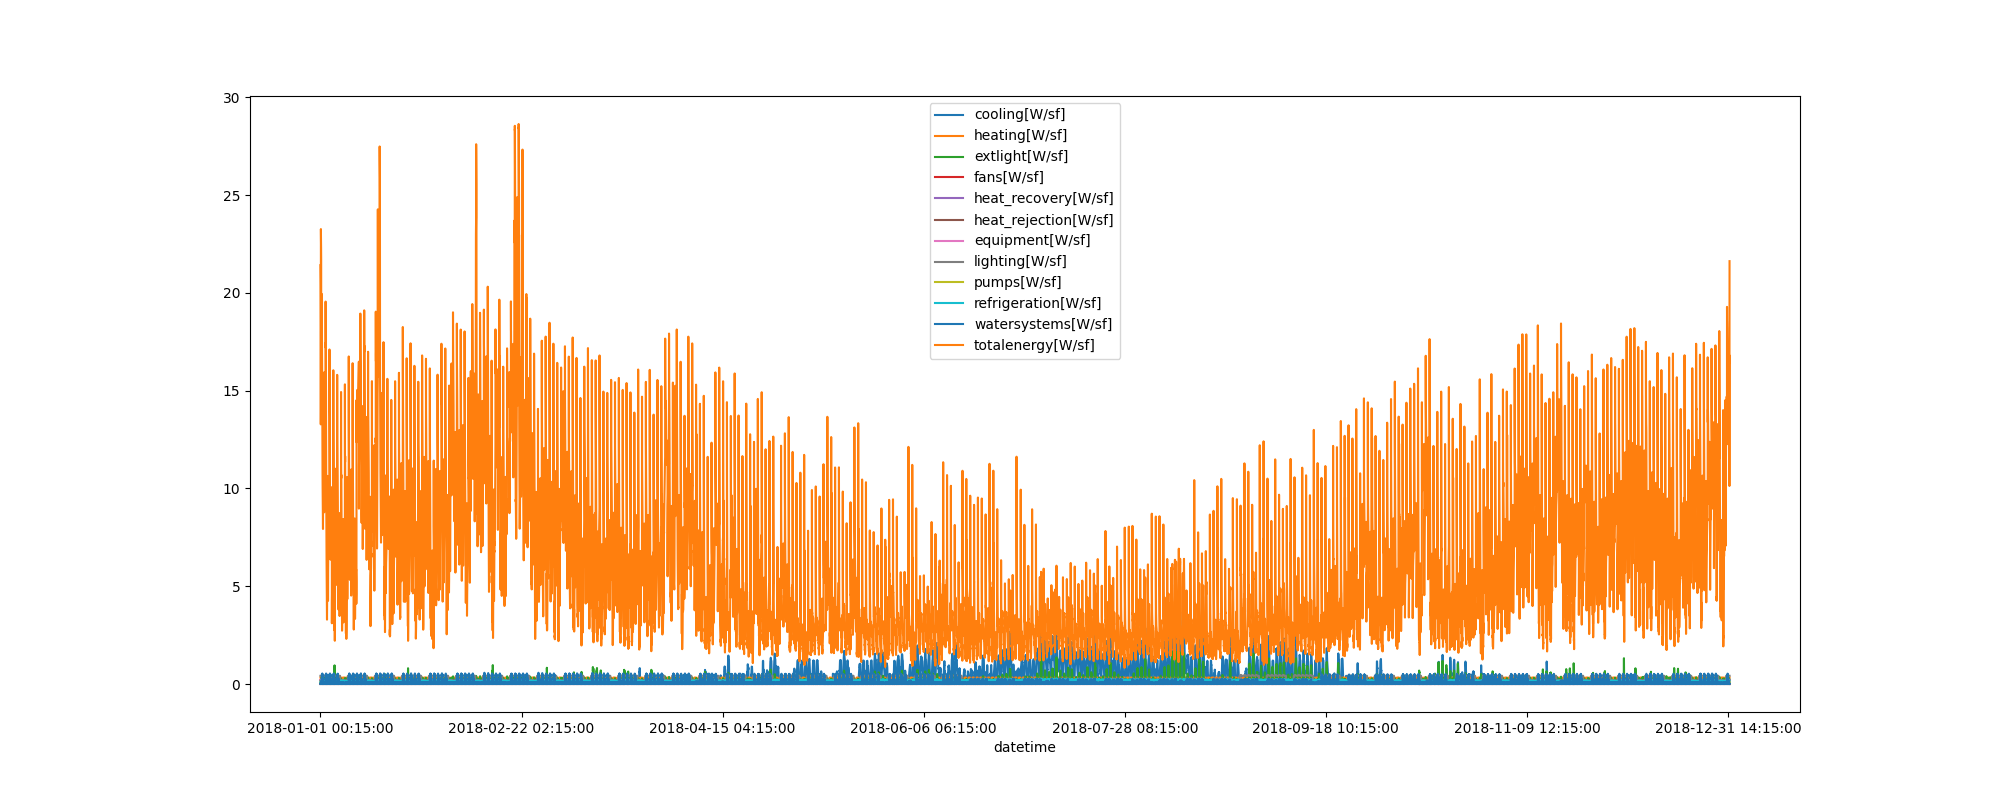 30
25
20
15
10
5
0
cooling[W/sf]
heating[W/sf]
extlight[W/sf]
fans[W/sf]
heat_recovery[W/sf]
heat_rejection[W/sf]
equipment[W/sf]
lighting[W/sf]
pumps[W/sf]
refrigeration[W/sf]
watersystems[W/sf]
totalenergy[W/sf]
2018-01-01 00:15:00 2018-02-22 02:15:00 2018-04-15 04:15:00 2018-06-06 06:15:00 2018-07-28 08:15:00 2018-09-18 10:15:00 2018-11-09 12:15:00 2018-12-31 14:15:00
datetime